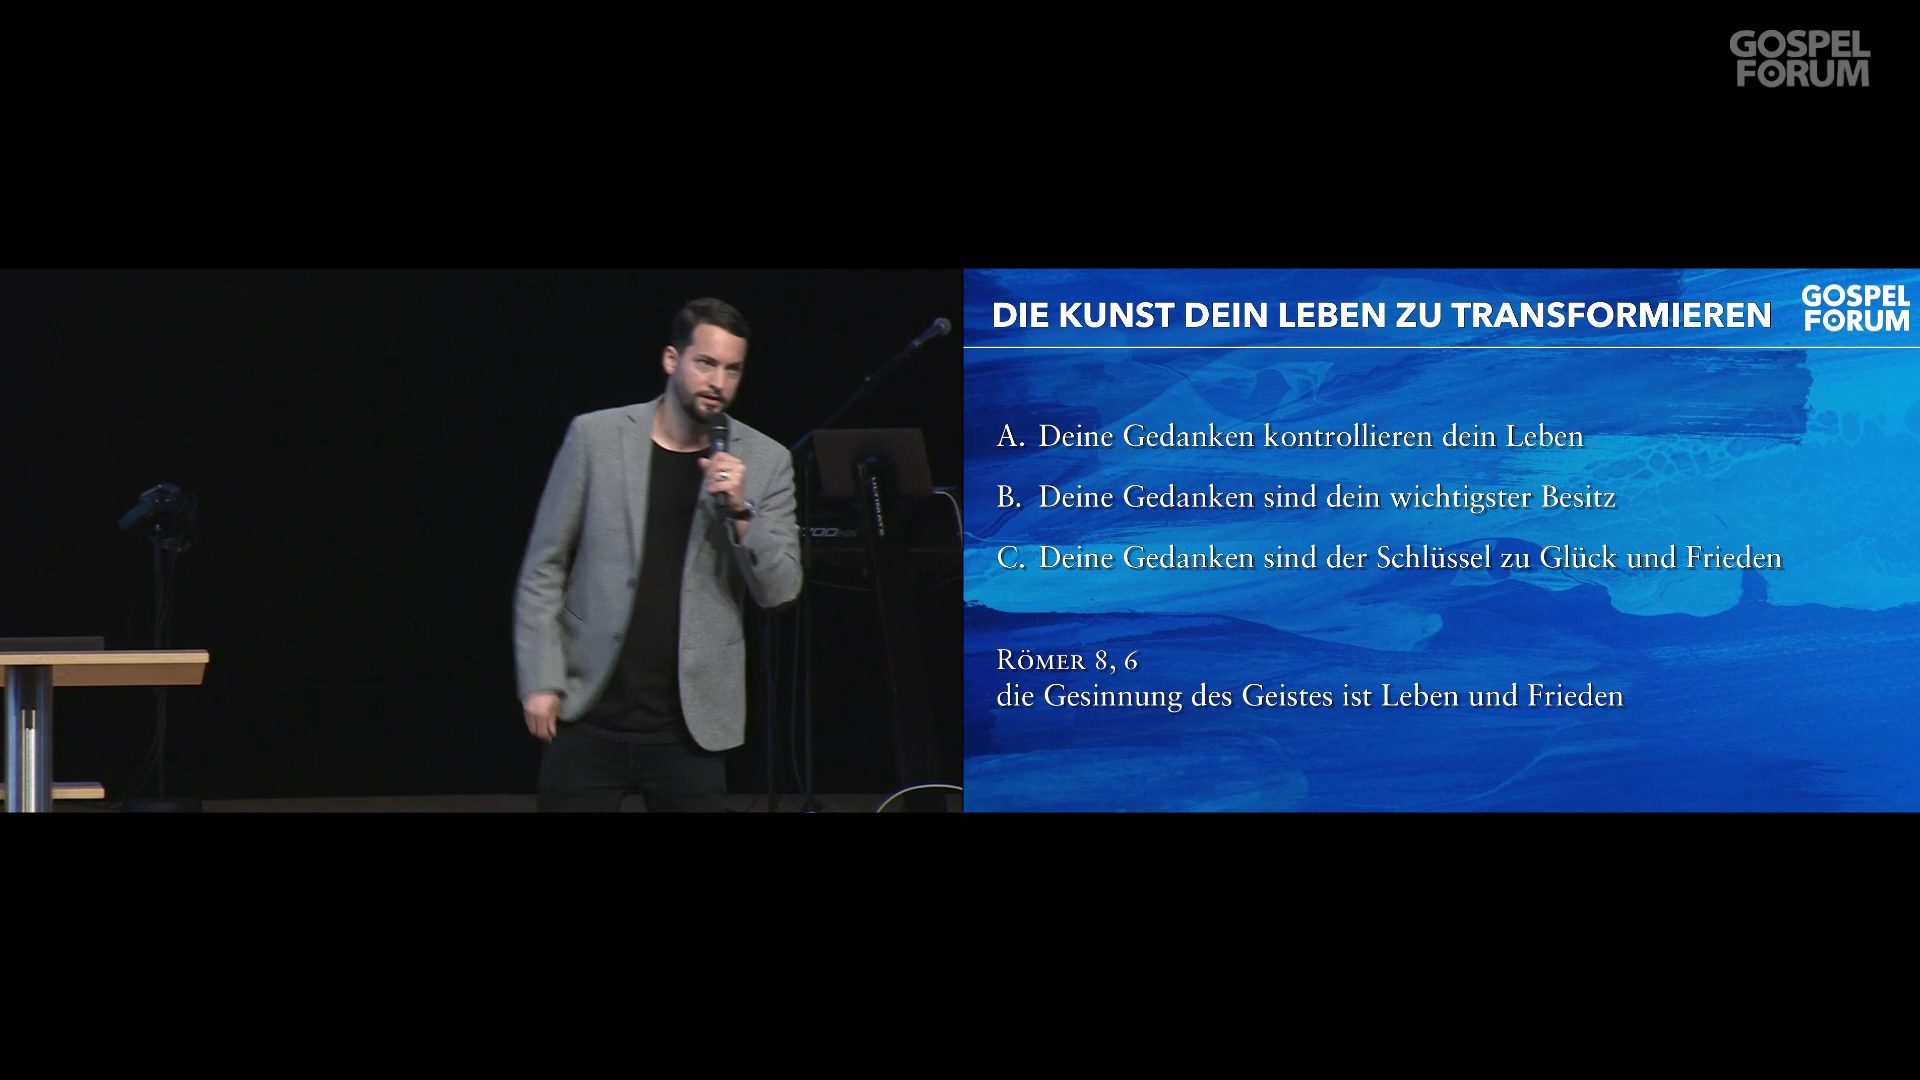 GOSPEL
FORUM
DIE KUNST DEIN LEBEN ZU TRANSFORMIEREN
GOSPEL
FORUM
A. Deine Gedanken kontrollieren dein Leben
B. Deine Gedanken sind dein wichtigster Besitz
C. Deine Gedanken sind der Schlüssel zu Glück und Frieden
RÖMER 8, 6
die Gesinnung des Geistes ist Leben und Frieden